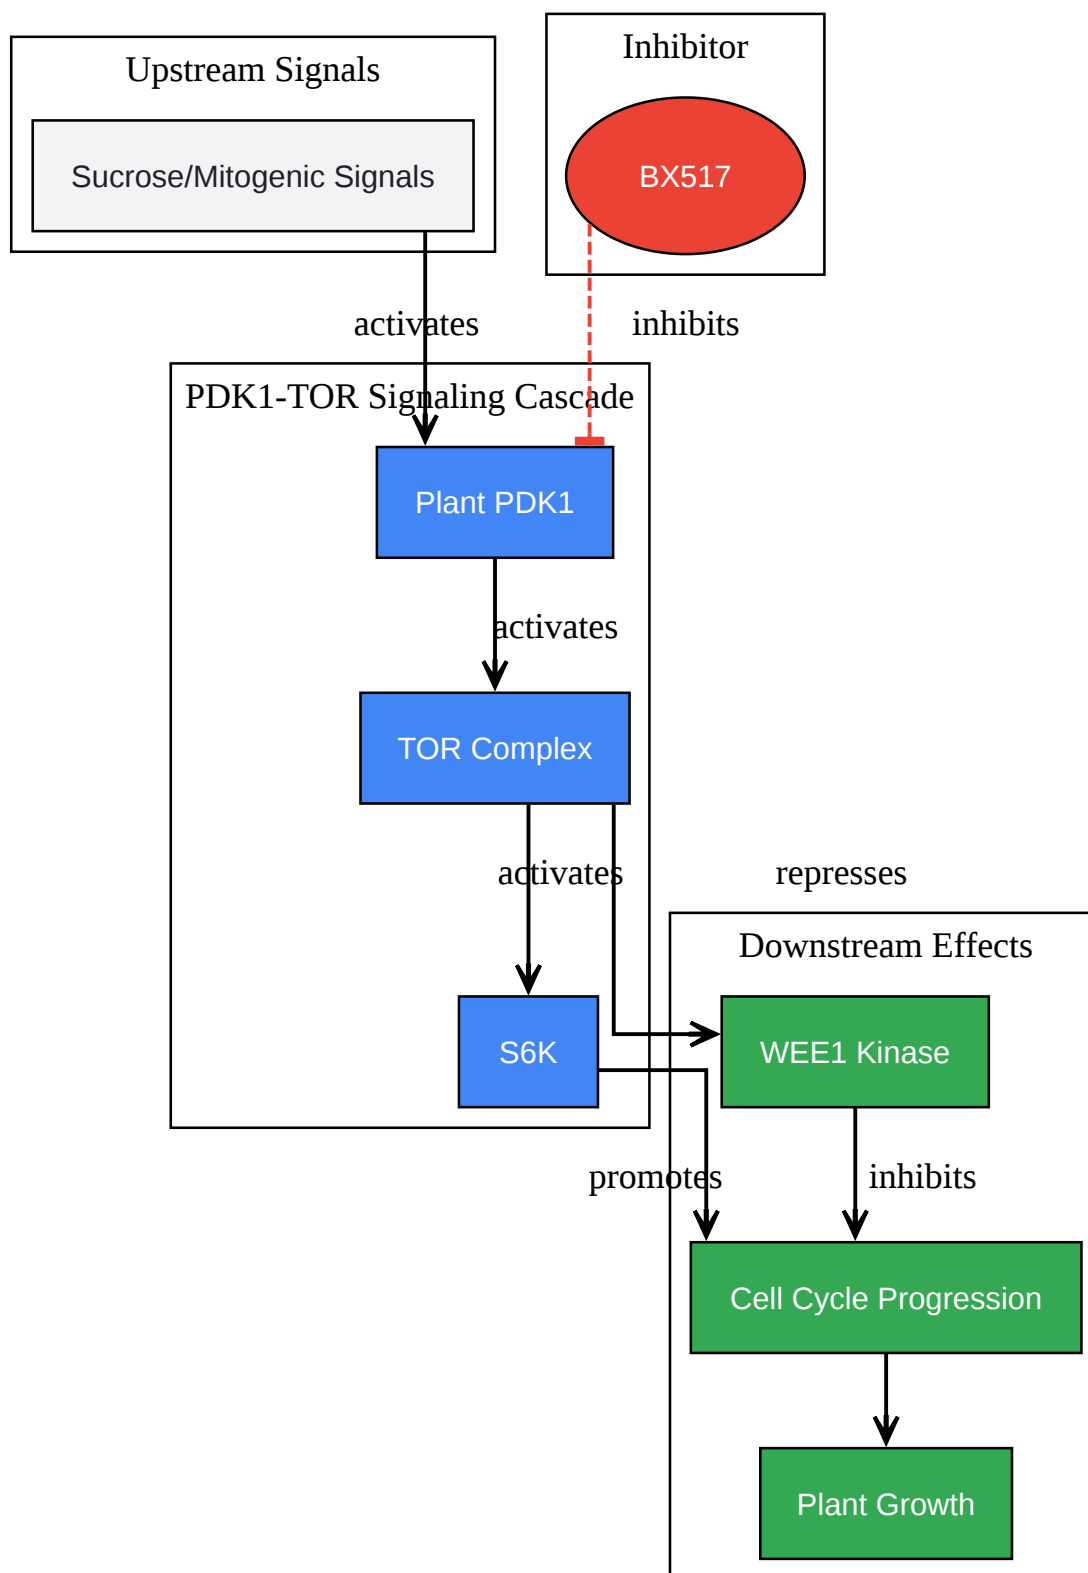 Inhibitor
Upstream Signals
Sucrose/Mitogenic Signals
BX517
activates
inhibits
PDK1-TOR Signaling Cascade
Plant PDK1
activates
TOR Complex
activates
represses
Downstream Effects
S6K
WEE1 Kinase
promotes
inhibits
Cell Cycle Progression
Plant Growth